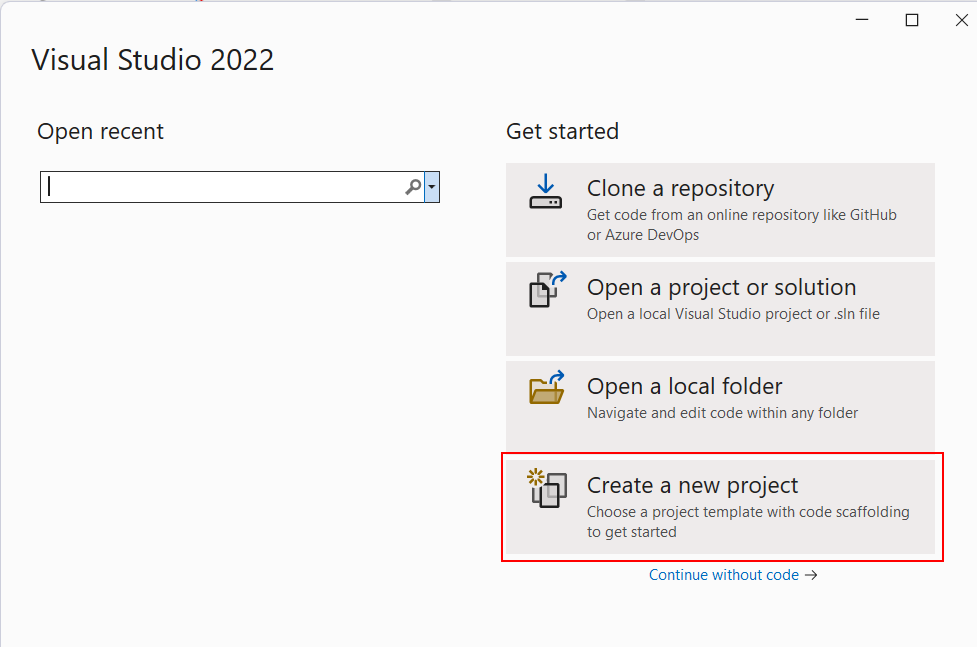 Visual Studio 2022
Open recent
Get started
Clone a repository
Get code from an online repository like GitHub
or Azure DevOps
Open a project or solution
Open a local Visual Studio project or .sln file
Open a local folder
Navigate and edit code within any folder
Create a new project
Choose a project template with code scaffolding
to get started
Continue without code →